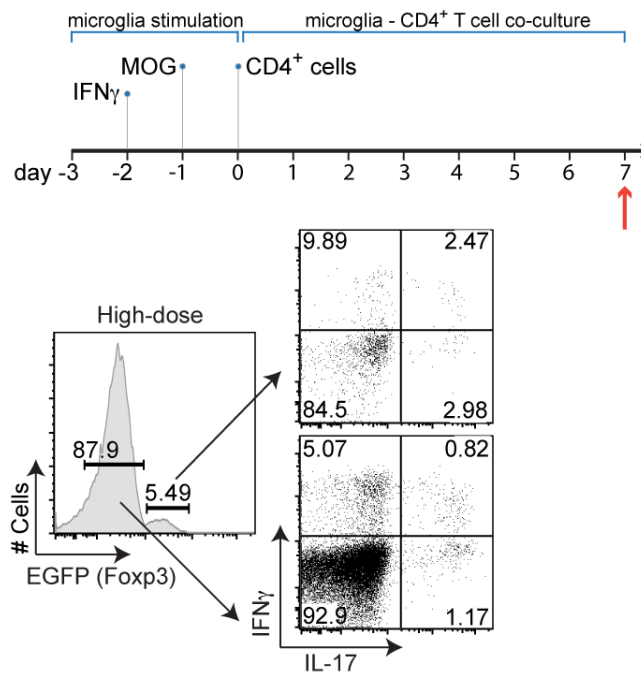 microglia stimulation microglia - CD4⁺ T cell co-culture
MOG CD4⁺ cells
IFNγ
day -3 -2 -1 0 1 2 3 4 5 6 7
High-dose
87.9
5.49
# Cells
EGFP (Foxp3)
9.89 2.47
84.5 2.98
5.07 0.82
92.9 1.17
IFNγ
IL-17